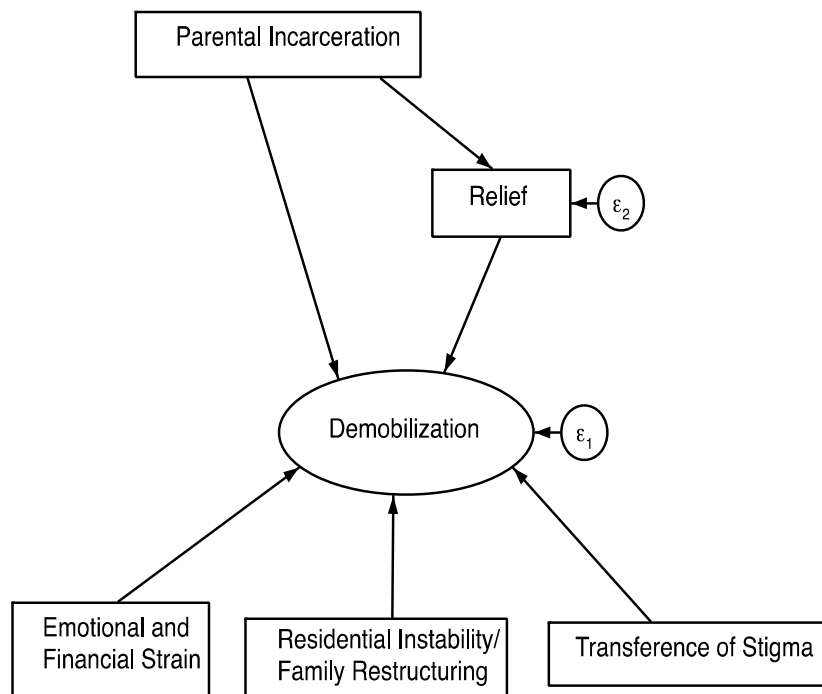 Parental Incarceration
Relief
ε2
Demobilization
ε1
Emotional and
Financial Strain
Residential Instability/
Family Restructuring
Transference of Stigma